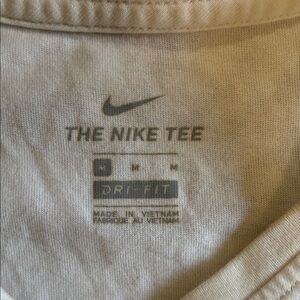 THE NIKE TEE
M M M
DRI-FIT
MADE IN VIETNAM
FABRIQUÉ AU VIETNAM